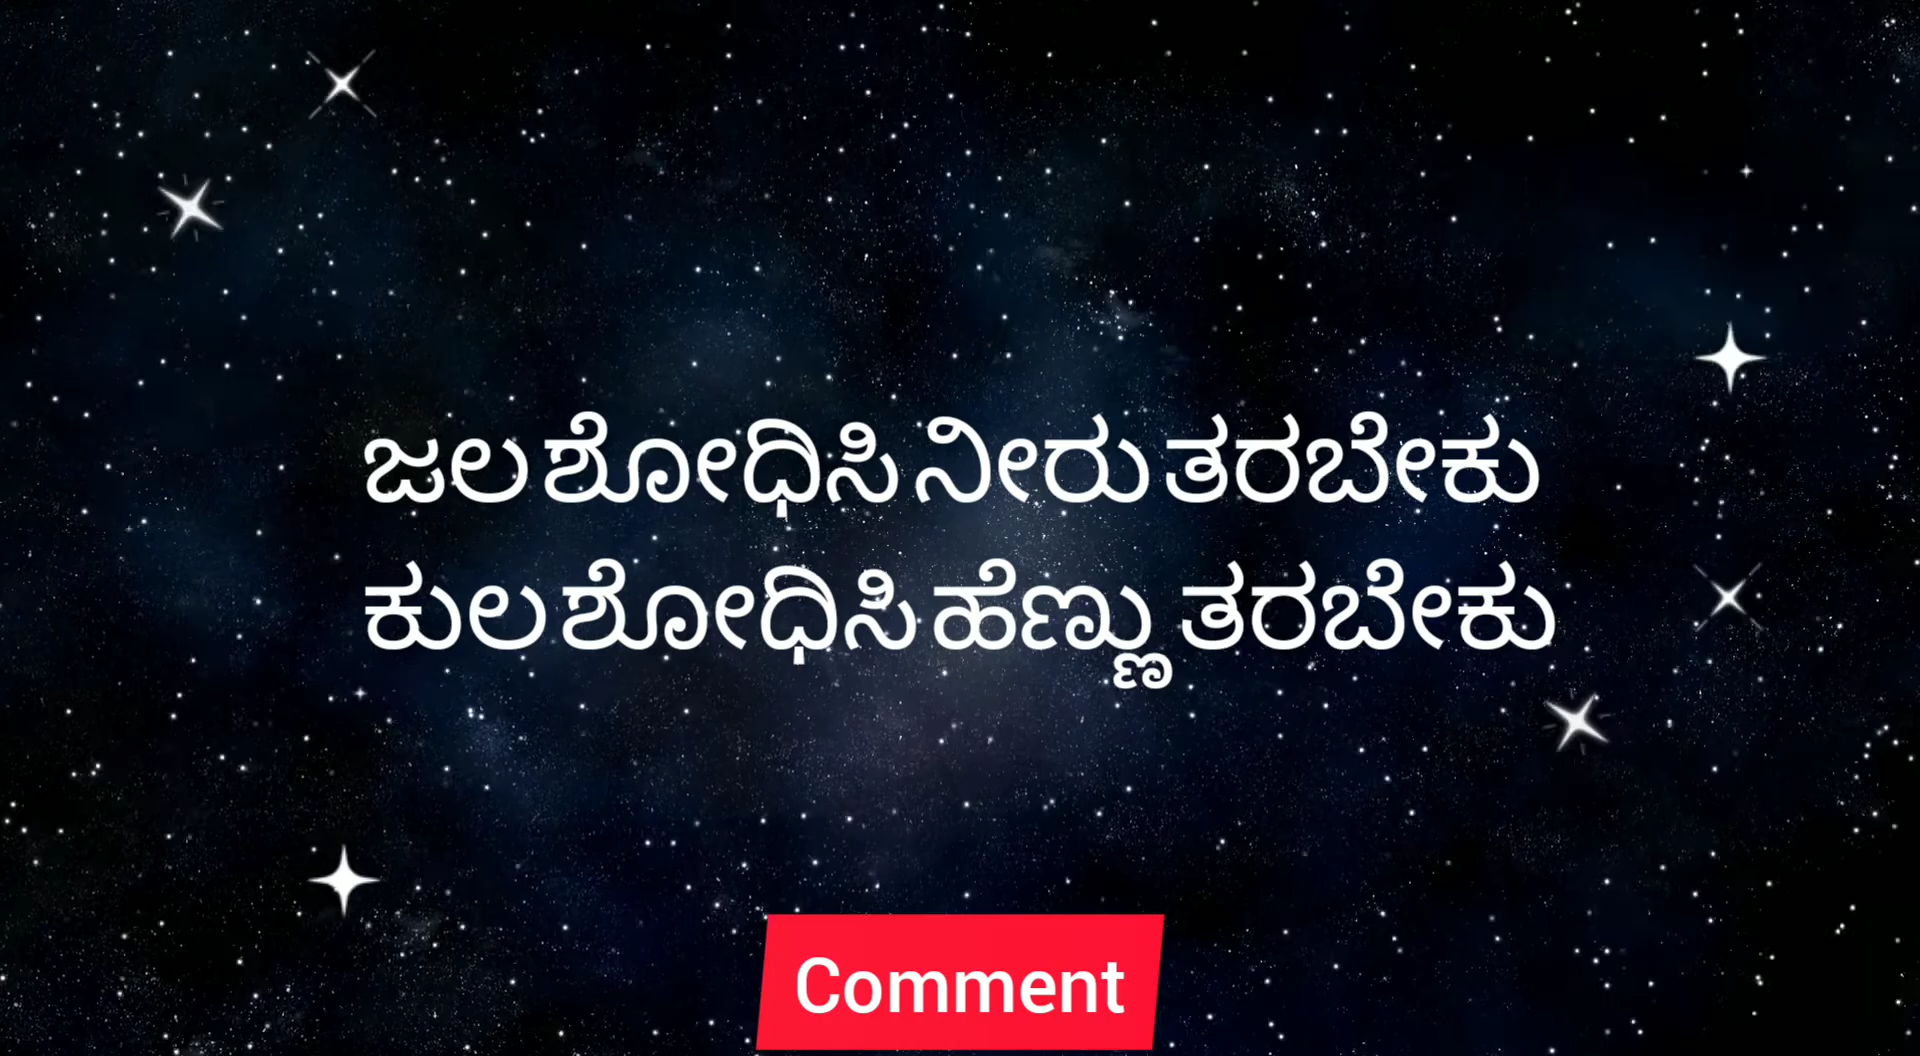 ಜಲ ಶೋಧಿಸಿ ನೀರು ತರಬೇಕು
ಕುಲ ಶೋಧಿಸಿ ಹೆಣ್ಣು ತರಬೇಕು
Comment